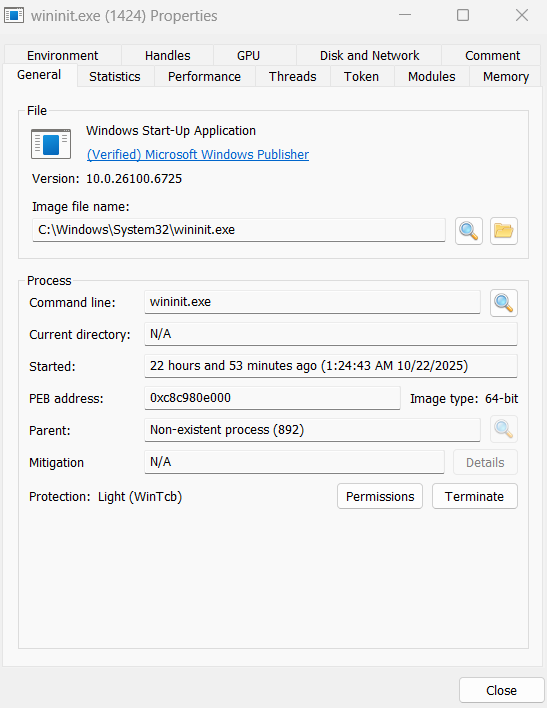 wininit.exe (1424) Properties
Environment Handles GPU Disk and Network Comment
General Statistics Performance Threads Token Modules Memory
File
Windows Start-Up Application
(Verified) Microsoft Windows Publisher
Version: 10.0.26100.6725
Image file name:
C:\Windows\System32\wininit.exe
Process
Command line: wininit.exe
Current directory: N/A
Started: 22 hours and 53 minutes ago (1:24:43 AM 10/22/2025)
PEB address: 0xc8c980e000 Image type: 64-bit
Parent: Non-existent process (892)
Mitigation N/A Details
Protection: Light (WinTcb) Permissions Terminate
Close